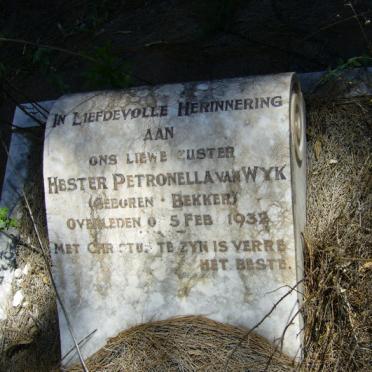 IN LIEFDEVOLLE HERINNERING
AAN
ONS LIEWE SUSTER
HESTER PETRONELLA VAN WYK
(GEBOREN · BEKKER)
OVERLEDEN 5 FEB 1932
MET CHRISTUS TE ZYN IS VERRE
HET BESTE.